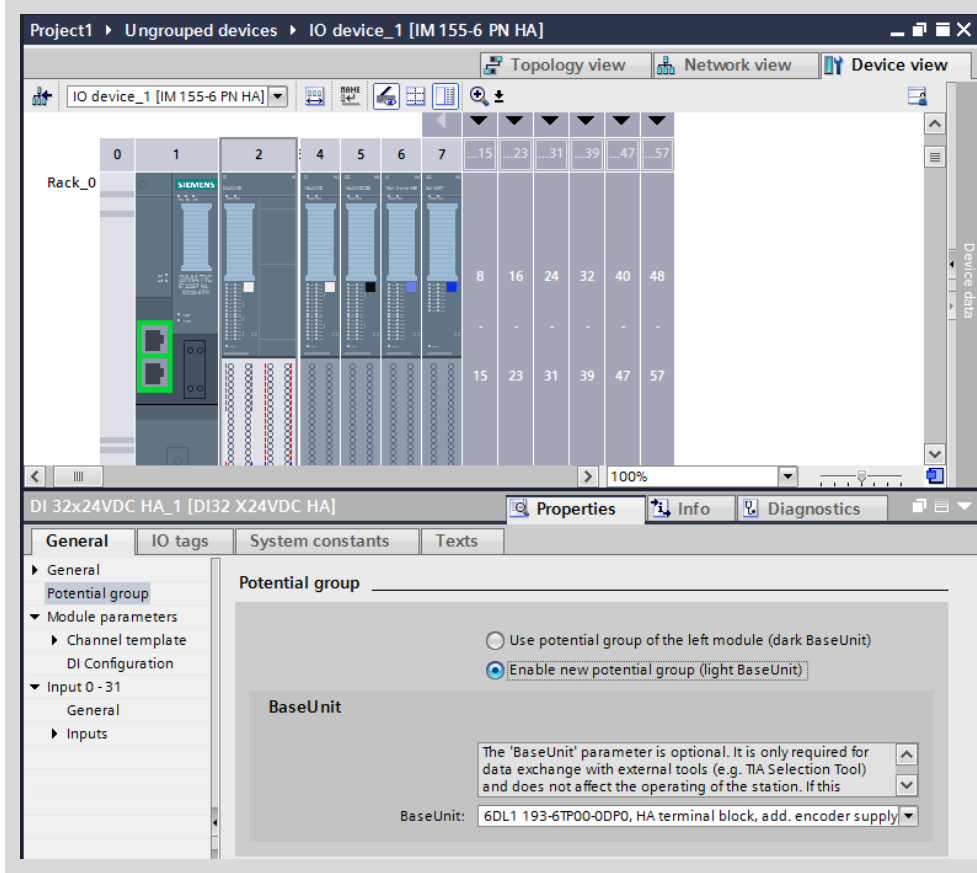 Project1 ▸ Ungrouped devices ▸ IO device_1 [IM 155-6 PN HA]
Topology view Network view Device view
IO device_1 [IM 155-6 PN HA]
0 1 2 4 5 6 7 ...15 ...23 ...31 ...39 ...47 ...57
Rack_0
SIEMENS
SIMATIC
8 16 24 32 40 48
- - - - - -
15 23 31 39 47 57
Device data
100%
DI 32x24VDC HA_1 [DI32 X24VDC HA]
Properties Info Diagnostics
General IO tags System constants Texts
General
Potential group
Module parameters
Channel template
DI Configuration
Input 0 - 31
General
Inputs
Potential group
Use potential group of the left module (dark BaseUnit)
Enable new potential group (light BaseUnit)
BaseUnit
The 'BaseUnit' parameter is optional. It is only required for
data exchange with external tools (e.g. TIA Selection Tool)
and does not affect the operating of the station. If this
BaseUnit: 6DL1 193-6TP00-0DP0, HA terminal block, add. encoder supply